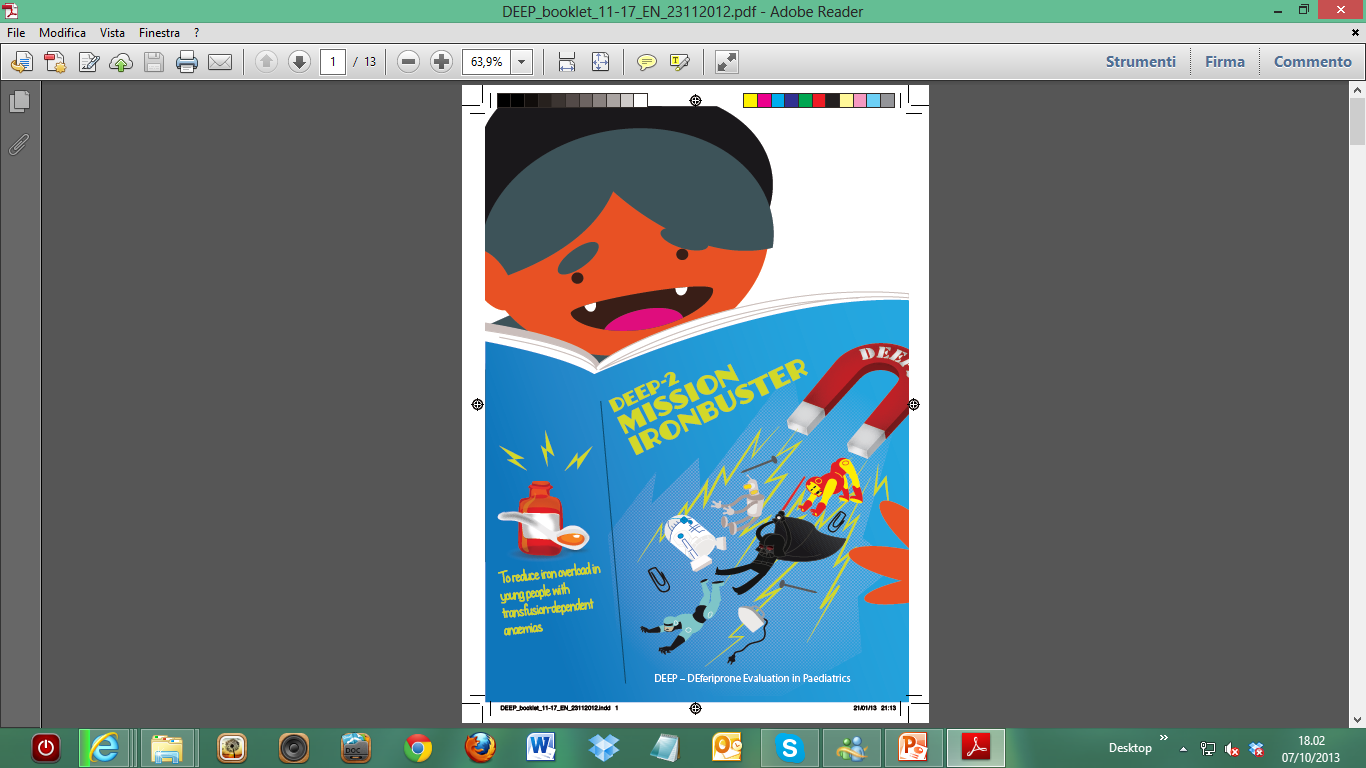 DEEP_booklet_11-17_EN_23112012.pdf - Adobe Reader
File Modifica Vista Finestra ?
1 / 13 63,9% Strumenti Firma Commento
DEEP-2
MISSION
IRONBUSTER
To reduce iron overload in
young people with
transfusion-dependent
anaemias
DEEP – DEferiprone Evaluation in Paediatrics
DEEP_booklet_11-17_EN_23112012.indd 1 21/01/13 21:13
Desktop
18.02
07/10/2013